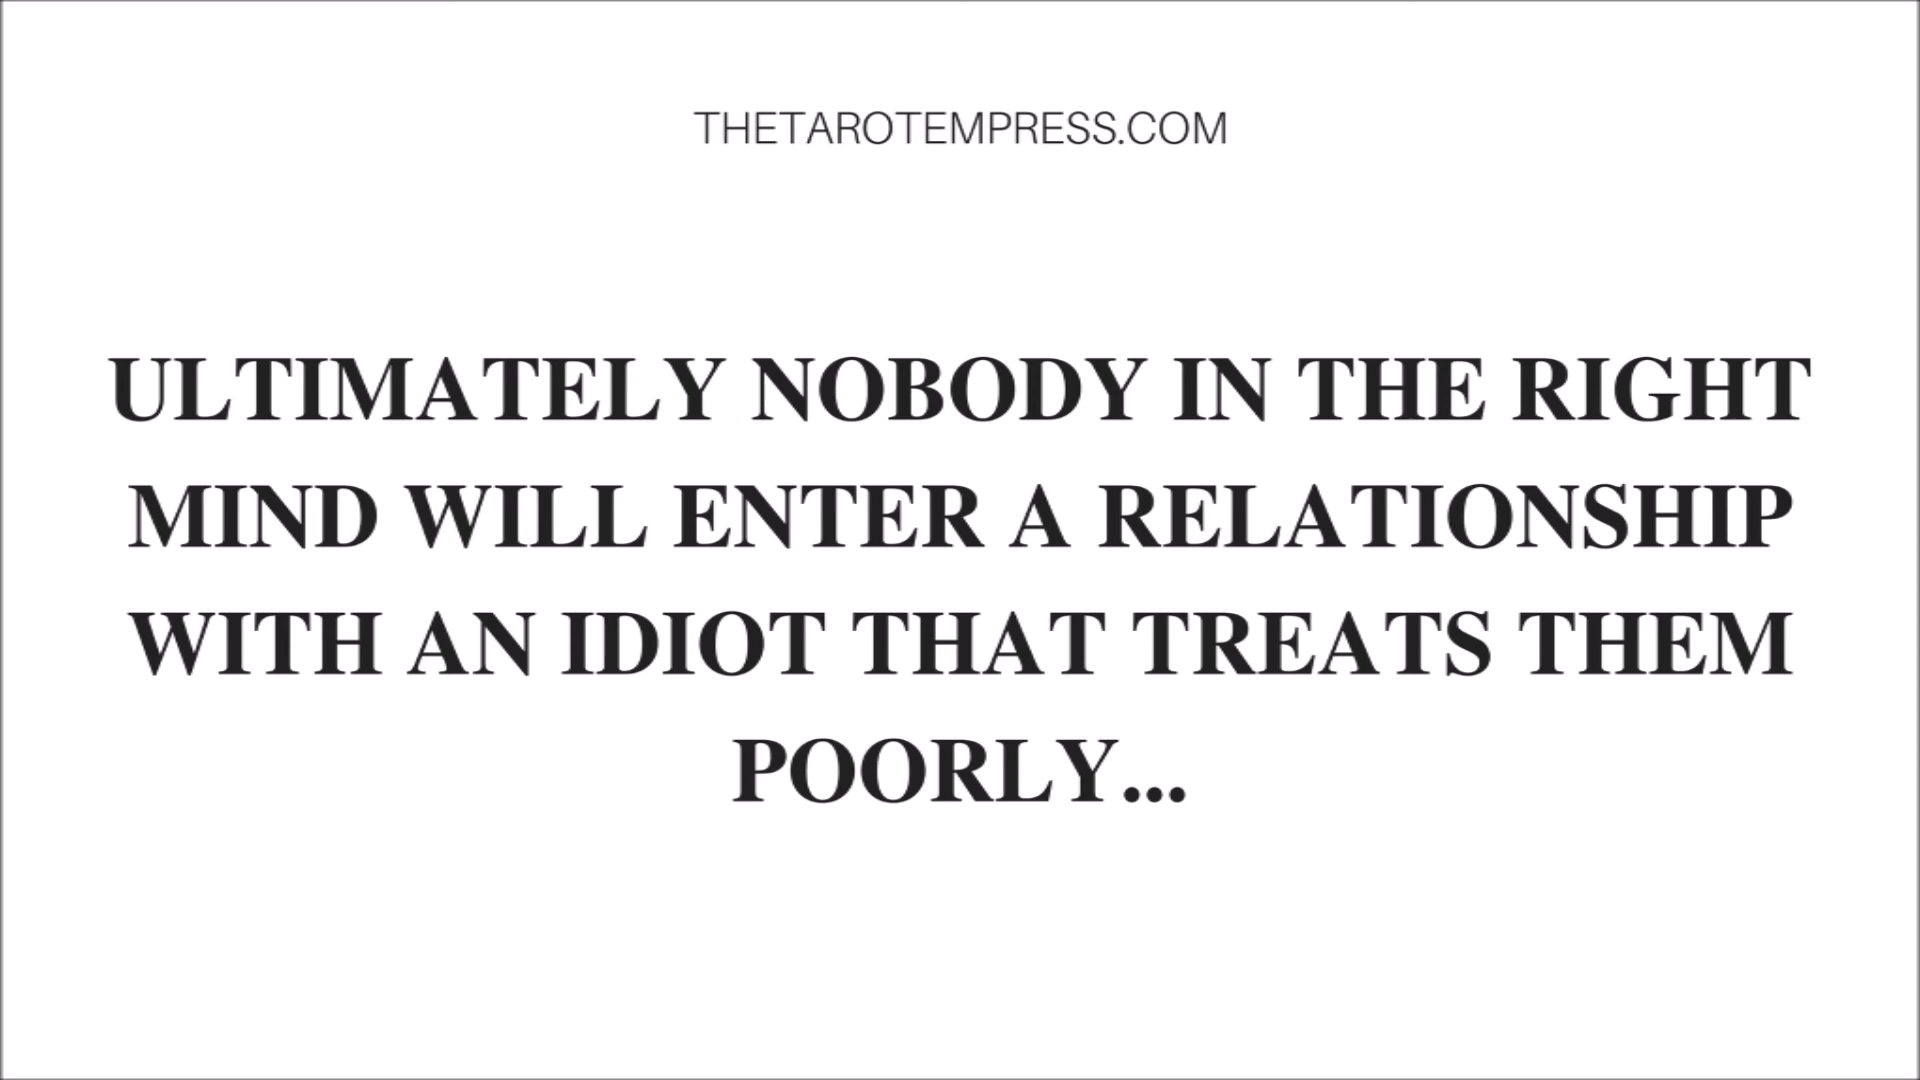 THETAROTEMPRESS.COM
ULTIMATELY NOBODY IN THE RIGHT
MIND WILL ENTER A RELATIONSHIP
WITH AN IDIOT THAT TREATS THEM
POORLY...